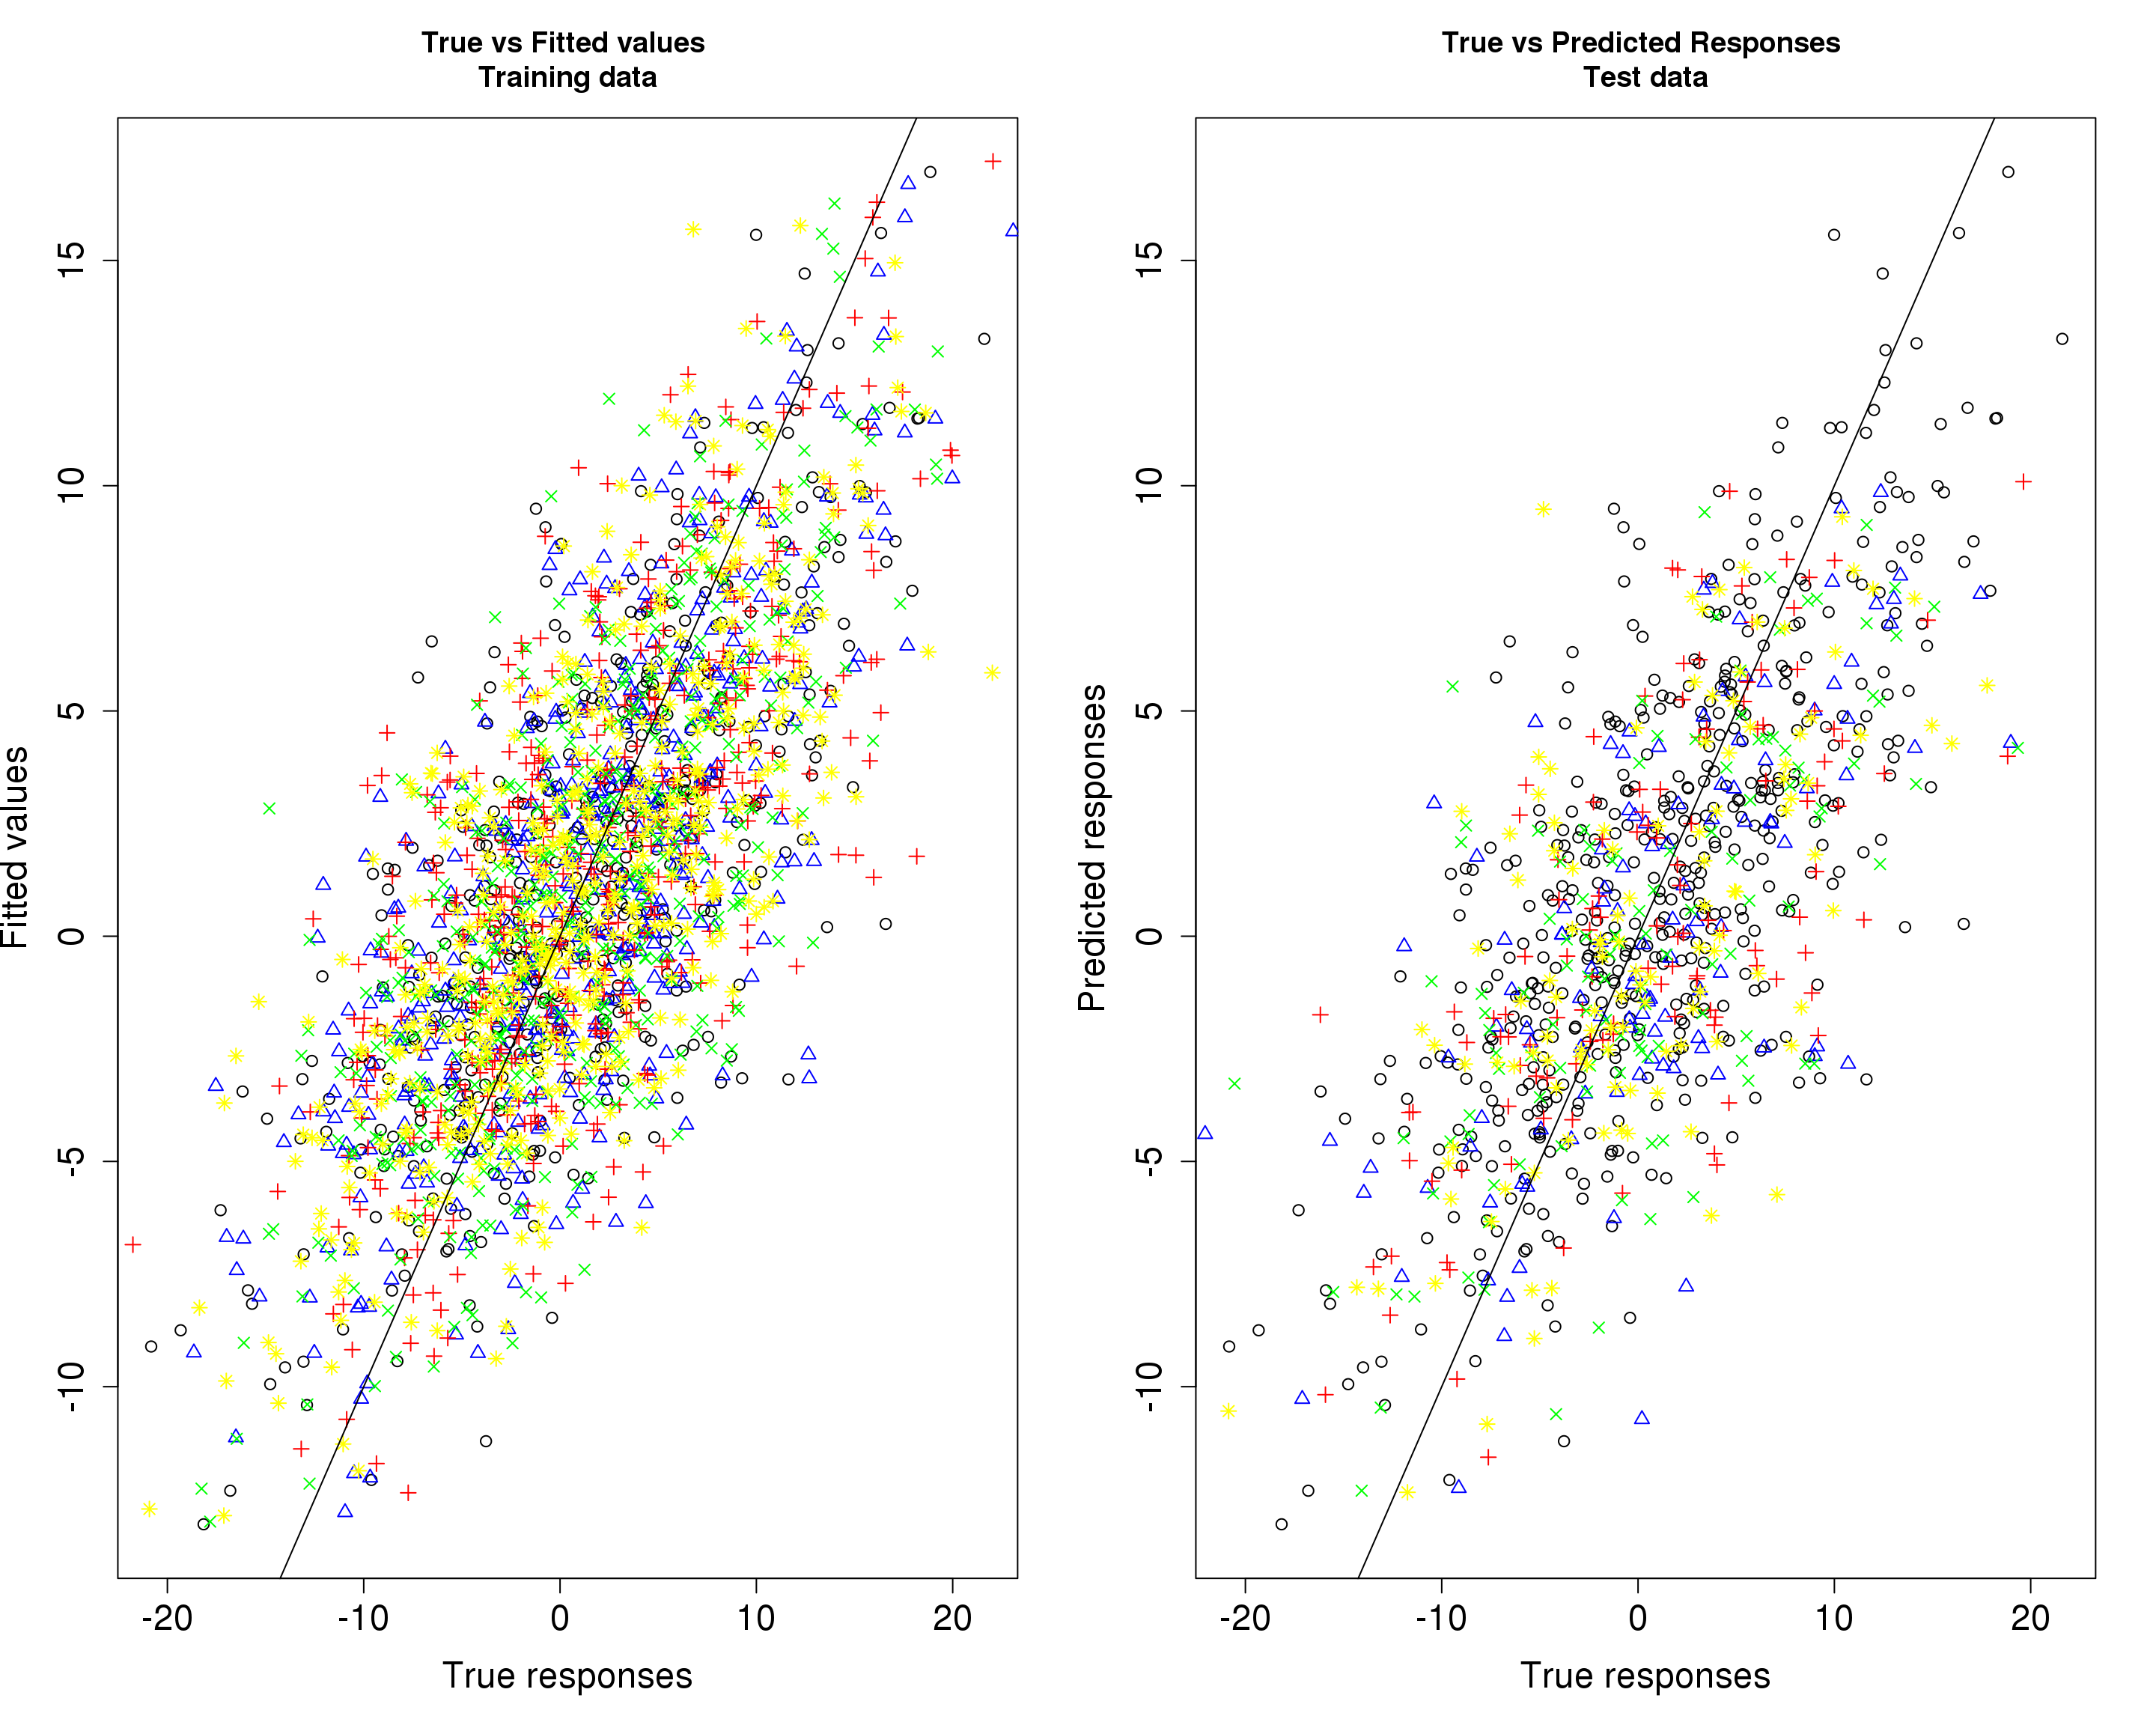 True vs Fitted values
Training data
Fitted values
15
10
5
0
-5
-10
-20 -10 0 10 20
True responses
True vs Predicted Responses
Test data
Predicted responses
15
10
5
0
-5
-10
-20 -10 0 10 20
True responses